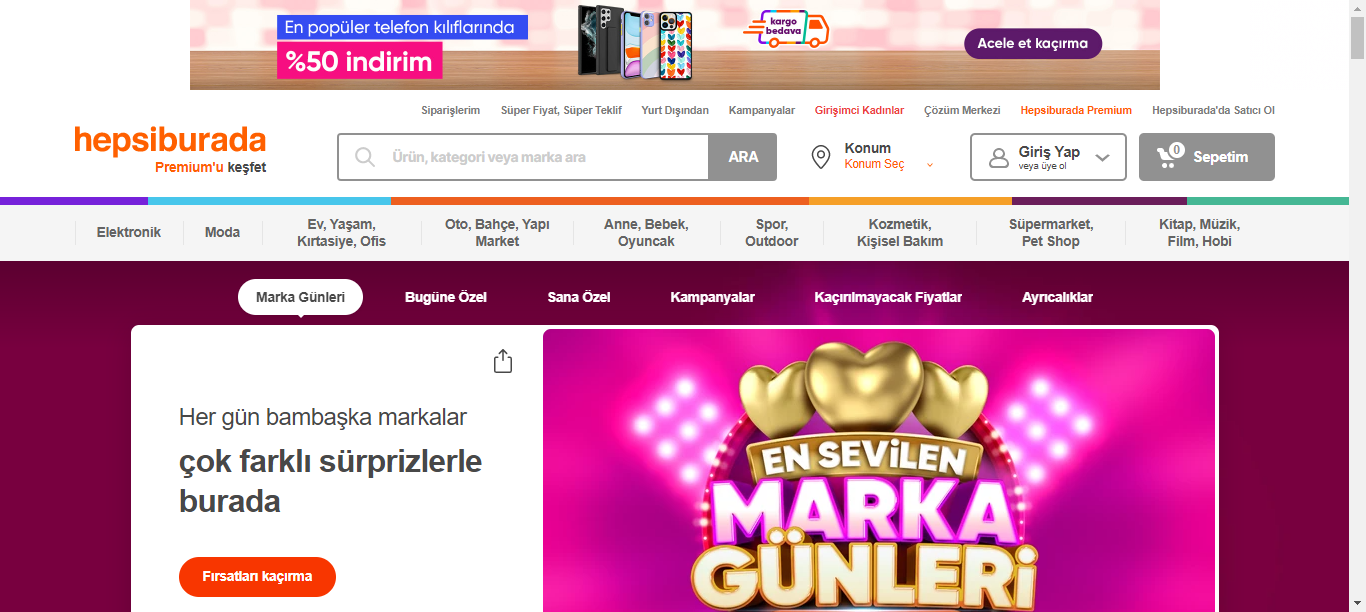 En popüler telefon kılıflarında
%50 indirim
kargo
bedava
Acele et kaçırma
Siparişlerim
Süper Fiyat, Süper Teklif
Yurt Dışından
Kampanyalar
Girişimci Kadınlar
Çözüm Merkezi
Hepsiburada Premium
Hepsiburada'da Satıcı Ol
hepsiburada
Premium'u keşfet
Ürün, kategori veya marka ara
ARA
Konum
Konum Seç
Giriş Yap
veya üye ol
0
Sepetim
Elektronik
Moda
Ev, Yaşam,
Kırtasiye, Ofis
Oto, Bahçe, Yapı
Market
Anne, Bebek,
Oyuncak
Spor,
Outdoor
Kozmetik,
Kişisel Bakım
Süpermarket,
Pet Shop
Kitap, Müzik,
Film, Hobi
Marka Günleri
Bugüne Özel
Sana Özel
Kampanyalar
Kaçırılmayacak Fiyatlar
Ayrıcalıklar
Her gün bambaşka markalar
çok farklı sürprizlerle
burada
Fırsatları kaçırma
EN SEVİLEN
MARKA
GÜNLERİ